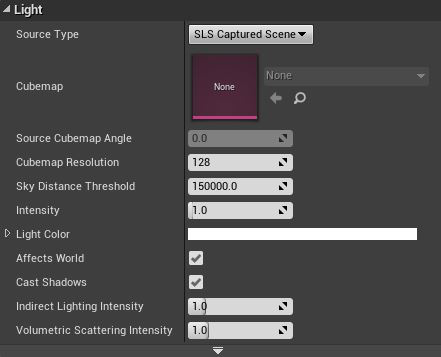 Light
Source Type SLS Captured Scene
Cubemap None None
Source Cubemap Angle 0.0
Cubemap Resolution 128
Sky Distance Threshold 150000.0
Intensity 1.0
Light Color
Affects World
Cast Shadows
Indirect Lighting Intensity 1.0
Volumetric Scattering Intensity 1.0